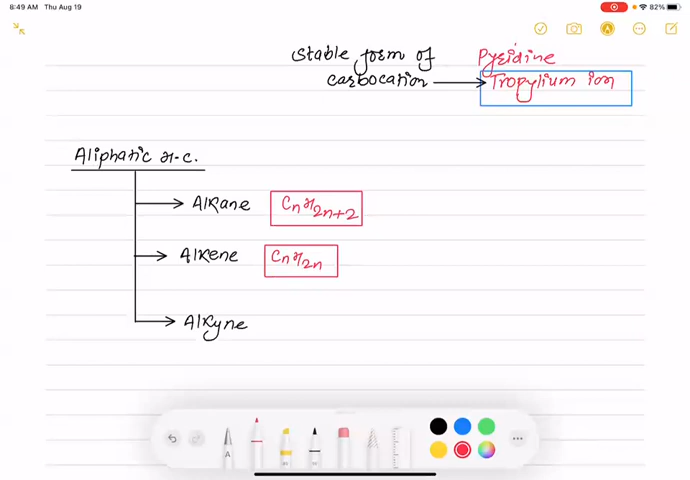 8:49 AM Thu Aug 19
82%
Stable form of Pyridine
carbocation → Tropylium ion
Aliphatic H.C.
Alkane CnH2n+2
Alkene CnH2n
Alkyne
A